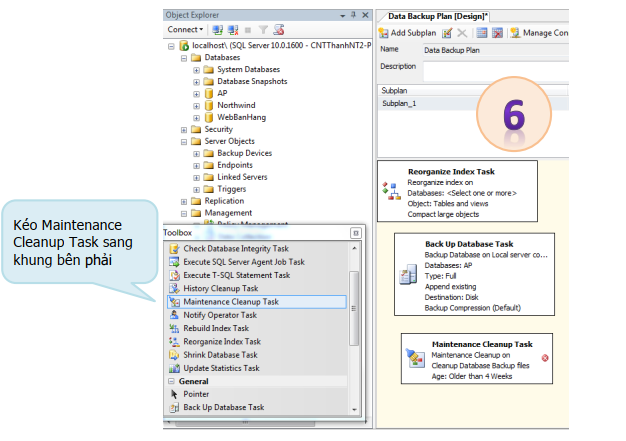 Object Explorer
Connect
localhost\ (SQL Server 10.0.1600 - CNTTThanhNT2-P
Databases
System Databases
Database Snapshots
AP
Northwind
WebBanHang
Security
Server Objects
Backup Devices
Endpoints
Linked Servers
Triggers
Replication
Management
Policy Management
Toolbox
Check Database Integrity Task
Execute SQL Server Agent Job Task
Execute T-SQL Statement Task
History Cleanup Task
Maintenance Cleanup Task
Notify Operator Task
Rebuild Index Task
Reorganize Index Task
Shrink Database Task
Update Statistics Task
General
Pointer
Back Up Database Task
Kéo Maintenance
Cleanup Task sang
khung bên phải
Data Backup Plan [Design]*
Add Subplan
Manage Con
Name
Data Backup Plan
Description
Subplan
Subplan_1
6
Reorganize Index Task
Reorganize index on
Databases: <Select one or more>
Object: Tables and views
Compact large objects
Back Up Database Task
Backup Database on Local server co...
Databases: AP
Type: Full
Append existing
Destination: Disk
Backup Compression (Default)
Maintenance Cleanup Task
Maintenance Cleanup on
Cleanup Database Backup files
Age: Older than 4 Weeks